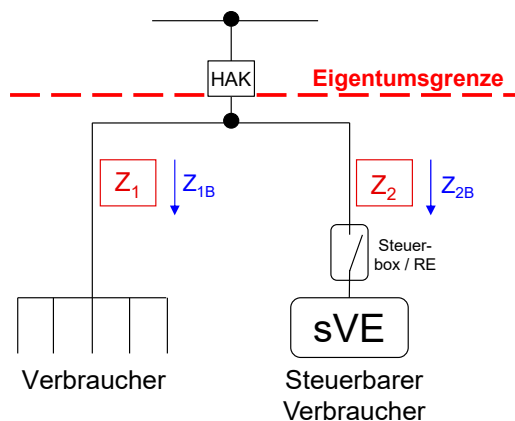 HAK
Eigentumsgrenze
Z1
Z1B
Z2
Z2B
Steuer-
box / RE
sVE
Verbraucher
Steuerbarer
Verbraucher